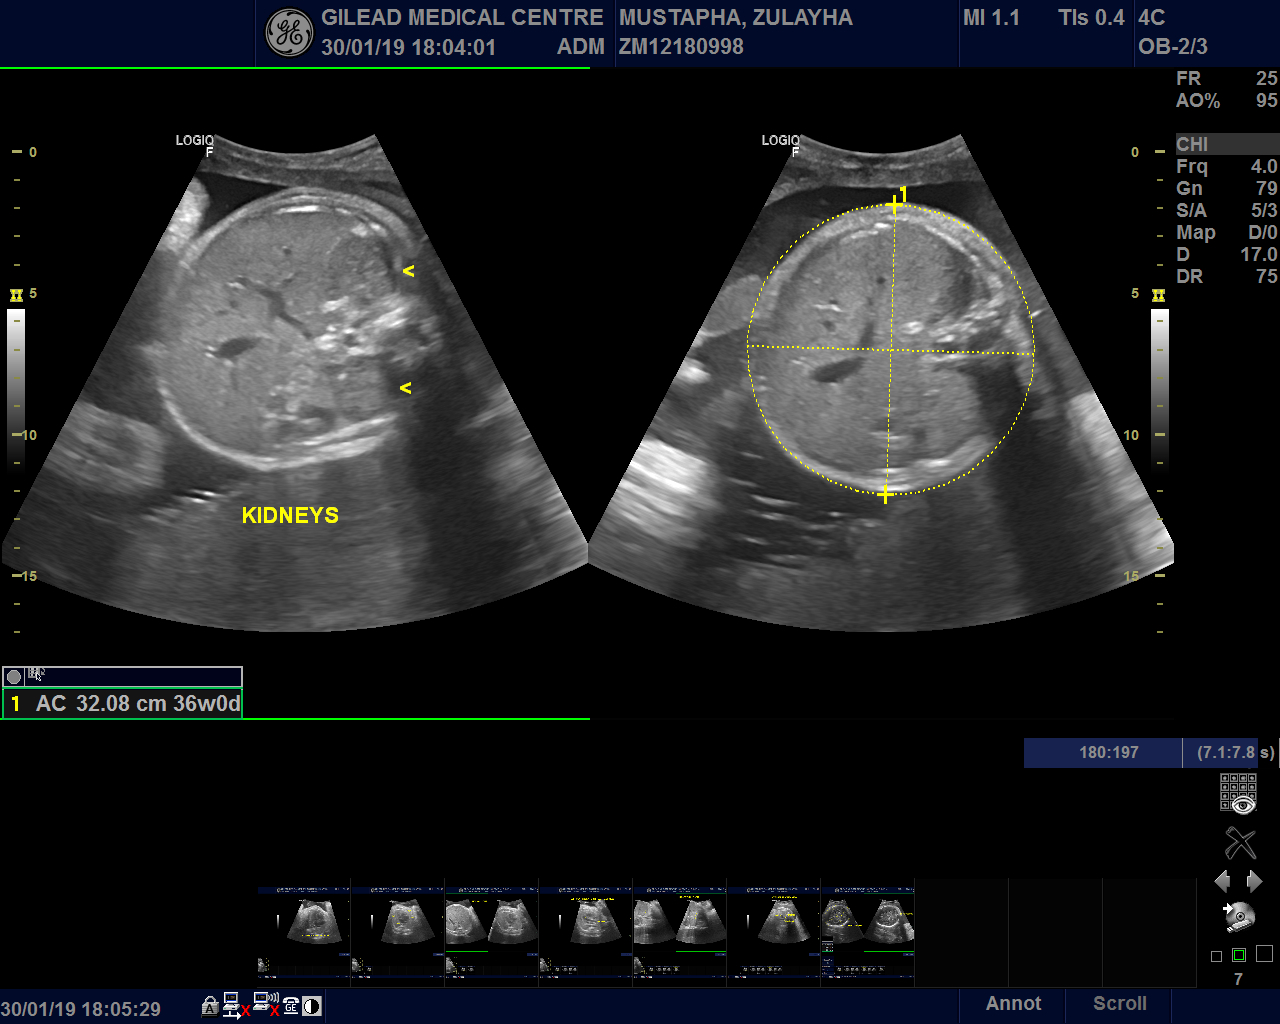 GILEAD MEDICAL CENTRE
30/01/19 18:04:01 ADM
MUSTAPHA, ZULAYHA
ZM12180998
MI 1.1 TIs 0.4
4C
OB-2/3
FR 25
AO% 95
CHI
Frq 4.0
Gn 79
S/A 5/3
Map D/0
D 17.0
DR 75
LOGIQ
F
0
5
10
15
<
<
KIDNEYS
LOGIQ
F
1
0
5
10
15
1 AC 32.08 cm 36w0d
180:197 (7.1:7.8 s)
7
30/01/19 18:05:29
A
GE
Annot
Scroll